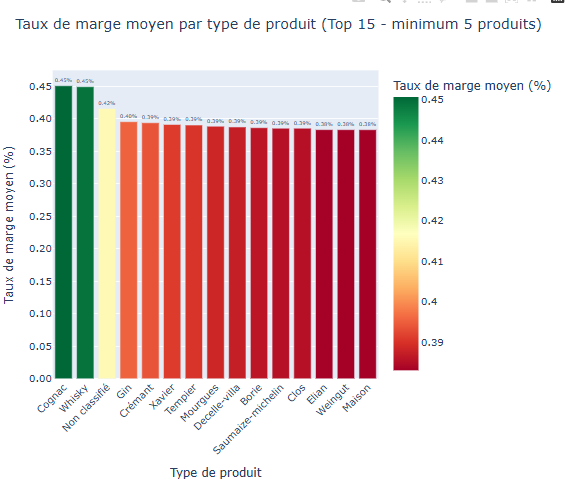 Taux de marge moyen par type de produit (Top 15 - minimum 5 produits)
Taux de marge moyen (%)
0.45
0.40
0.35
0.30
0.25
0.20
0.15
0.10
0.05
0.00
0.45%
0.45%
0.42%
0.40%
0.39%
0.39%
0.39%
0.39%
0.39%
0.39%
0.39%
0.39%
0.38%
0.38%
0.38%
Cognac
Whisky
Non classifié
Gin
Crémant
Xavier
Tempier
Mourgues
Decelle-villa
Borie
Saumaize-michelin
Clos
Elian
Weingut
Maison
Type de produit
Taux de marge moyen (%)
0.45
0.44
0.43
0.42
0.41
0.4
0.39